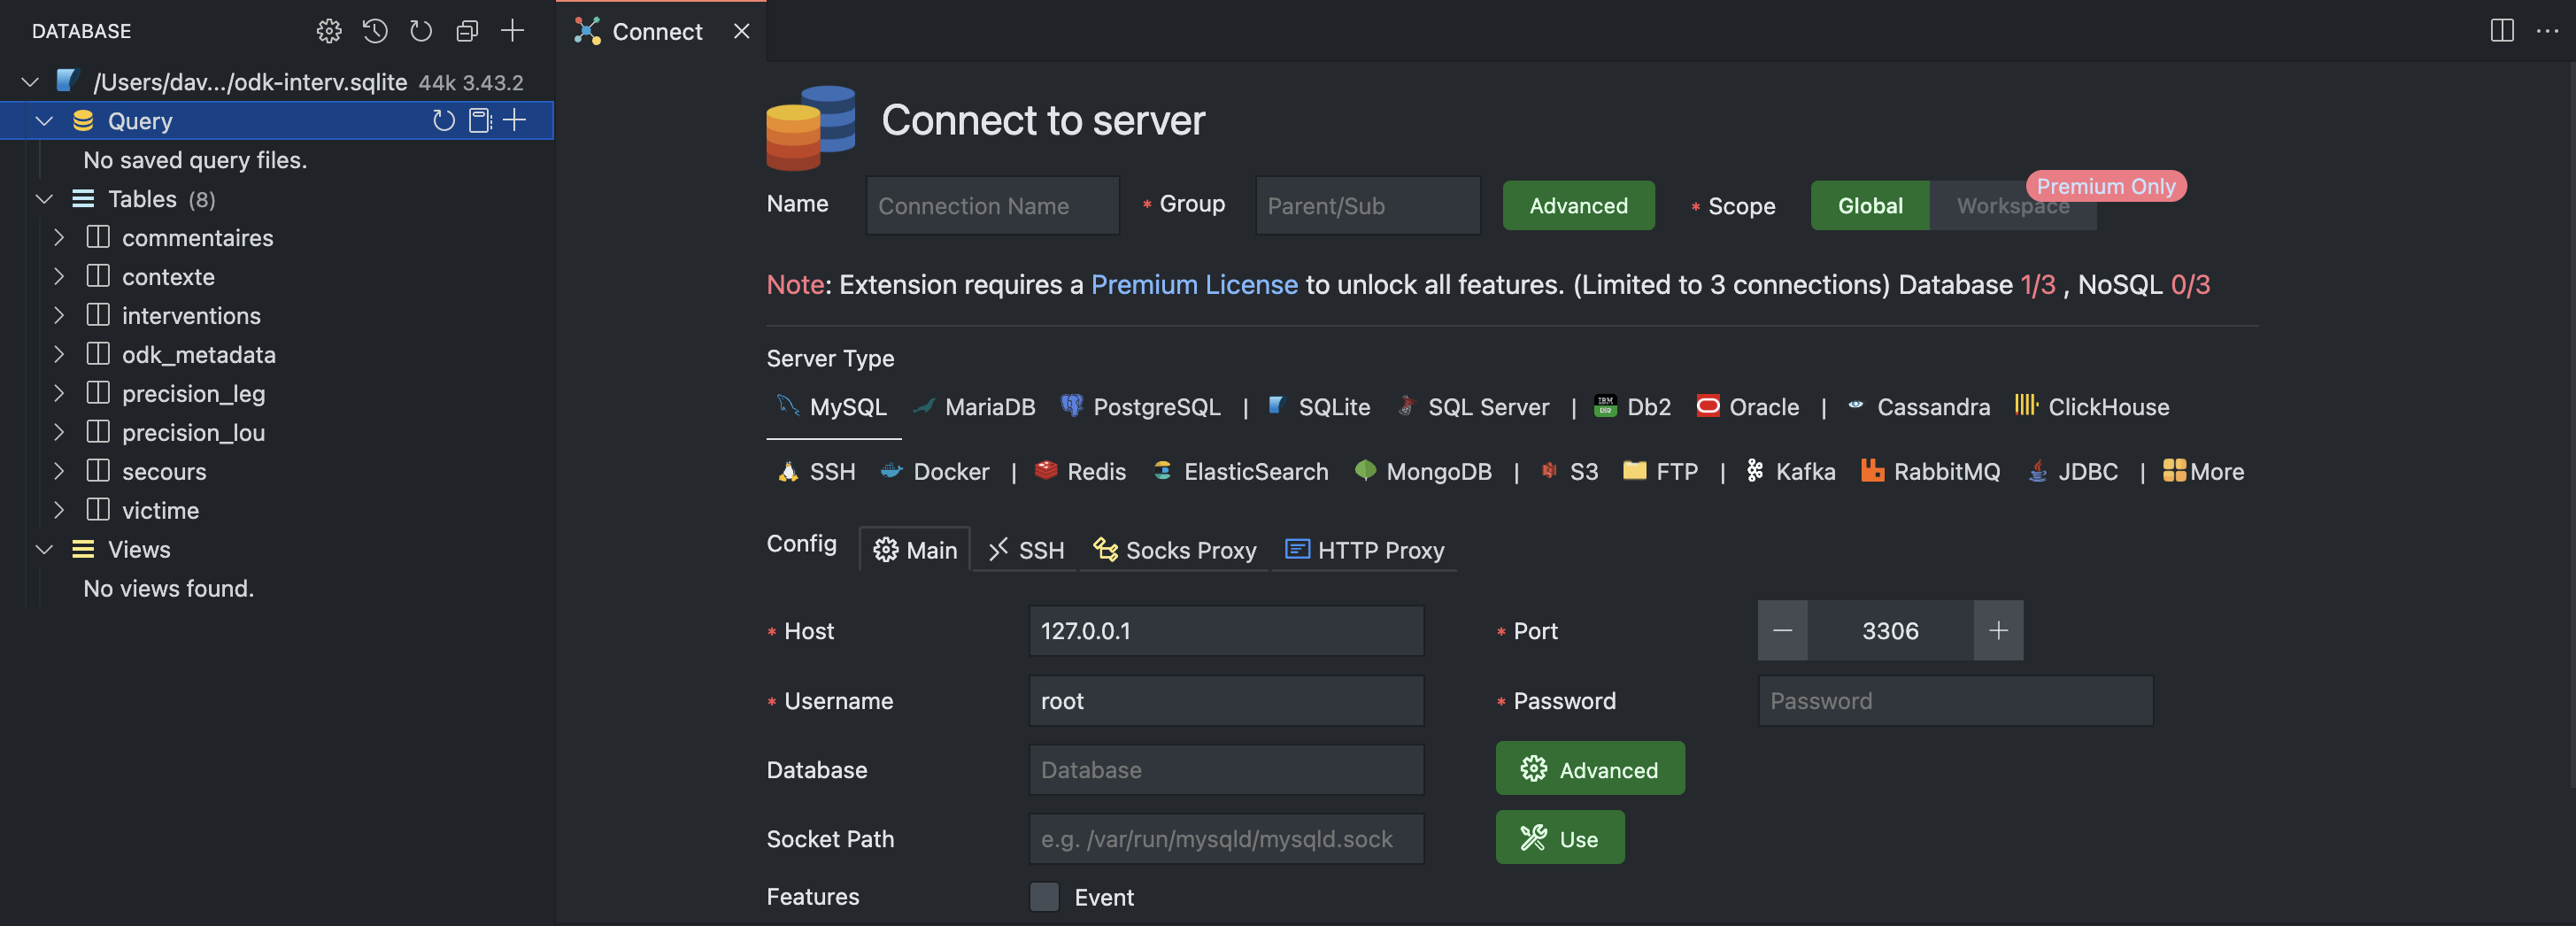 DATABASE
/Users/dav.../odk-interv.sqlite 44k 3.43.2
Query
No saved query files.
Tables (8)
commentaires
contexte
interventions
odk_metadata
precision_leg
precision_lou
secours
victime
Views
No views found.
Connect
Connect to server
Premium Only
Name Connection Name * Group Parent/Sub Advanced * Scope Global Workspace
Note: Extension requires a Premium License to unlock all features. (Limited to 3 connections) Database 1/3 , NoSQL 0/3
Server Type
MySQL MariaDB PostgreSQL | SQLite SQL Server | IBM DB2 Db2 Oracle | Cassandra ClickHouse
SSH Docker | Redis ElasticSearch MongoDB | S3 FTP | Kafka RabbitMQ JDBC | More
Config Main SSH Socks Proxy HTTP Proxy
* Host 127.0.0.1 * Port 3306
* Username root * Password Password
Database Database Advanced
Socket Path e.g. /var/run/mysqld/mysqld.sock Use
Features Event